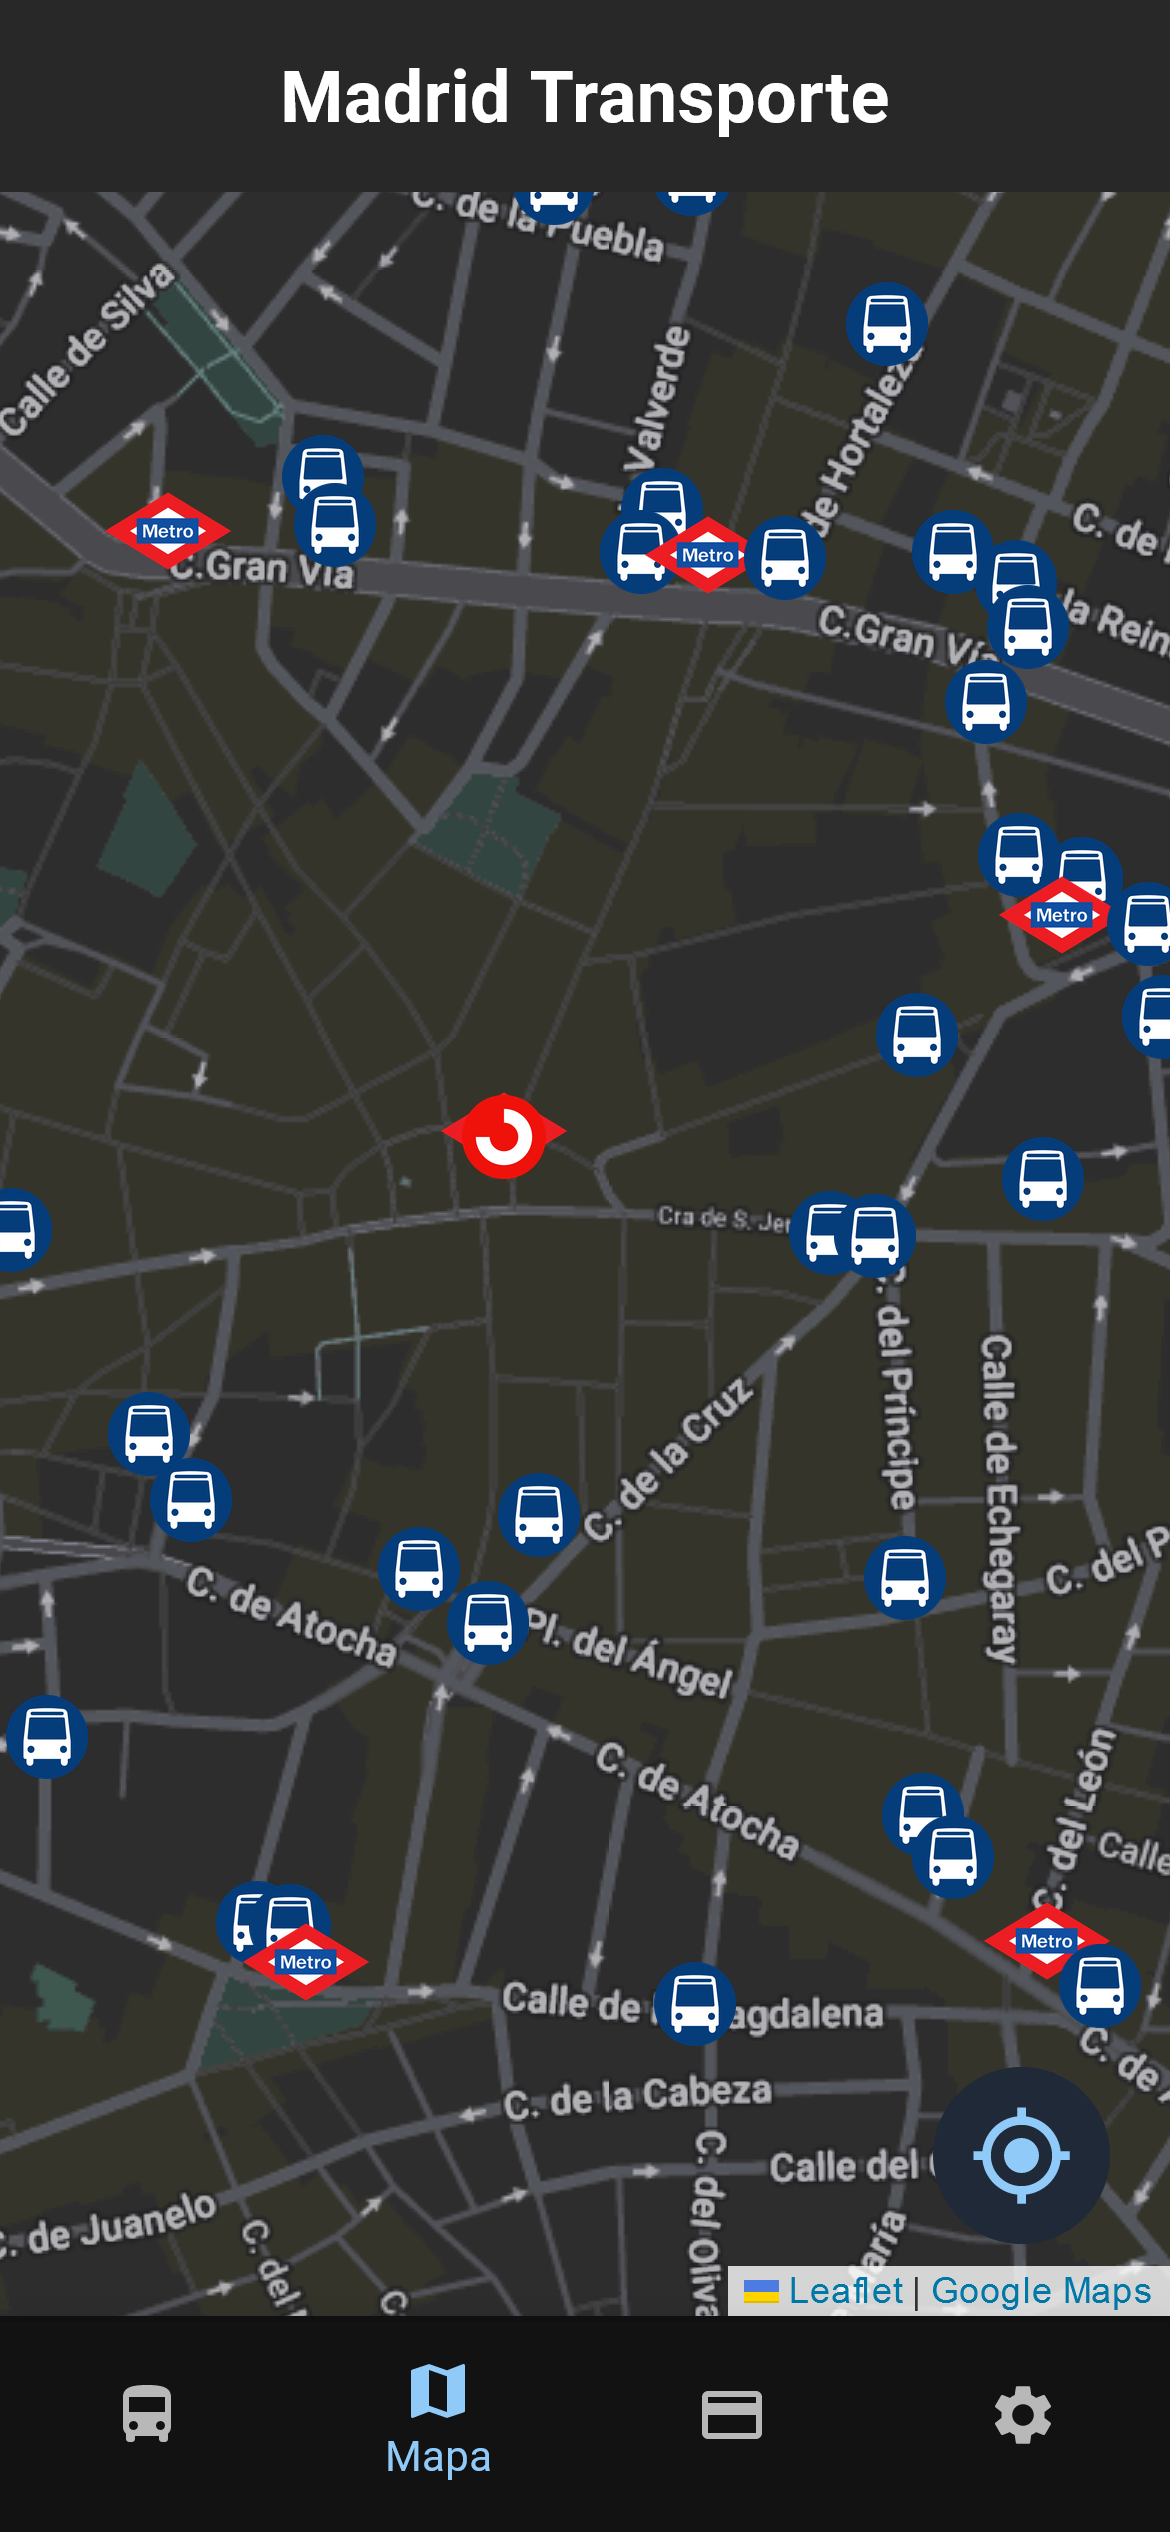 Madrid Transporte
C. de la Puebla
Calle de Silva
Valverde
de Hortaleza
C. de
Metro
C.Gran Vía
Metro
la Rein
C.Gran Vía
Metro
Cra de S. Jer
C. del Príncipe
Calle de Echegaray
C. de la Cruz
C. del P
C. de Atocha
Pl. del Ángel
C. de Atocha
C. del León
Calle
Metro
Metro
Calle de
agdalena
C. de
C. de la Cabeza
Calle del
C. de Juanelo
C. del
C. del Oliva
aría
C.
Leaflet | Google Maps
Mapa